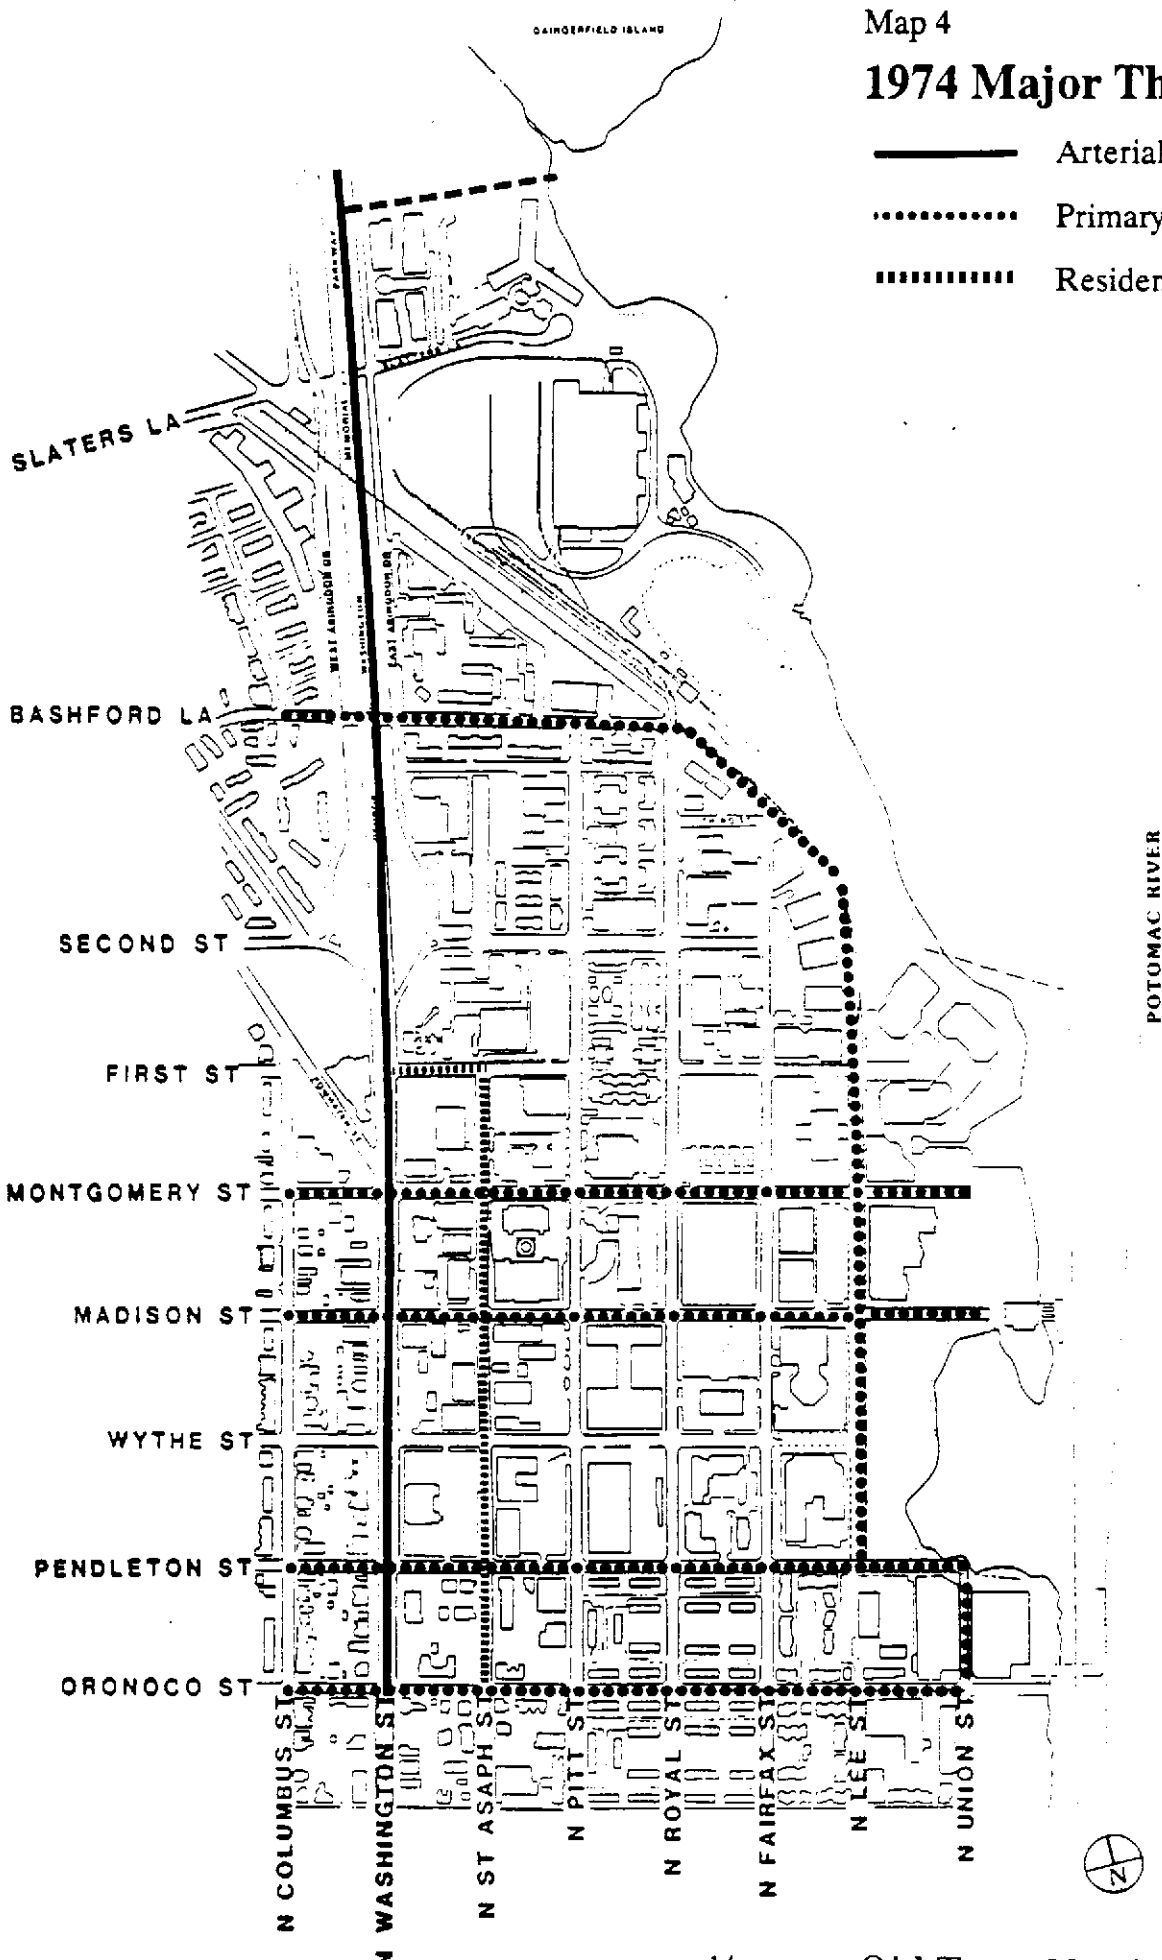 DAINGERFIELD ISLAND
Map 4
1974 Major Th
Arterial
Primary
Residen
PARKWAY
MEMORIAL
SLATERS LA
WEST ABINGDON DR
WASHINGTON
EAST ABINGDON DR
BASHFORD LA
POTOMAC RIVER
SECOND ST
FIRST ST
MONTGOMERY ST
MADISON ST
WYTHE ST
PENDLETON ST
ORONOCO ST
N COLUMBUS ST
N WASHINGTON ST
N ST ASAPH ST
N PITT ST
N ROYAL ST
N FAIRFAX ST
N LEE ST
N UNION ST
N